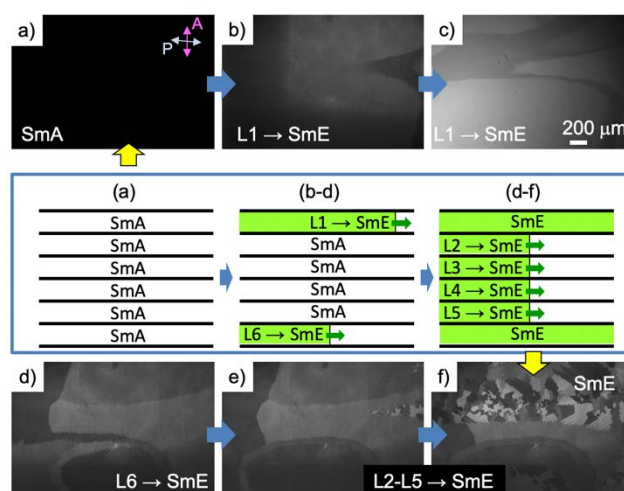 a)
A
P
SmA
b)
L1 → SmE
c)
L1 → SmE
200 μm
(a)
(b-d)
(d-f)
SmA
SmA
SmA
SmA
SmA
SmA
L1 → SmE
SmA
SmA
SmA
SmA
L6 → SmE
SmE
L2 → SmE
L3 → SmE
L4 → SmE
L5 → SmE
SmE
d)
L6 → SmE
e)
f)
SmE
L2-L5 → SmE